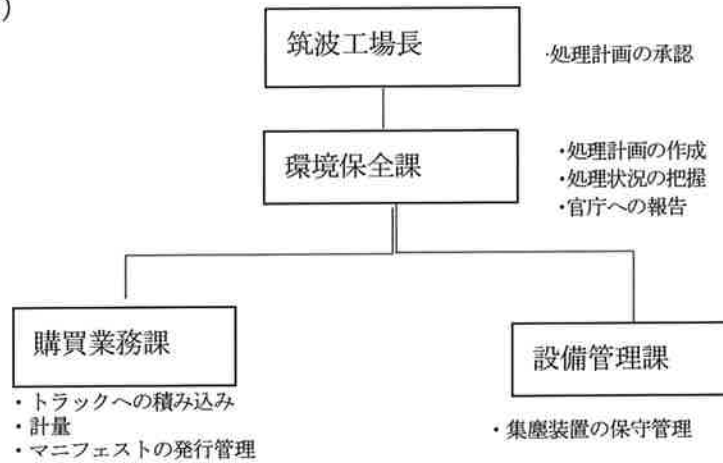 )
筑波工場長
・処理計画の承認
環境保全課
・処理計画の作成
・処理状況の把握
・官庁への報告
購買業務課
・トラックへの積み込み
・計量
・マニフェストの発行管理
設備管理課
・集塵装置の保守管理